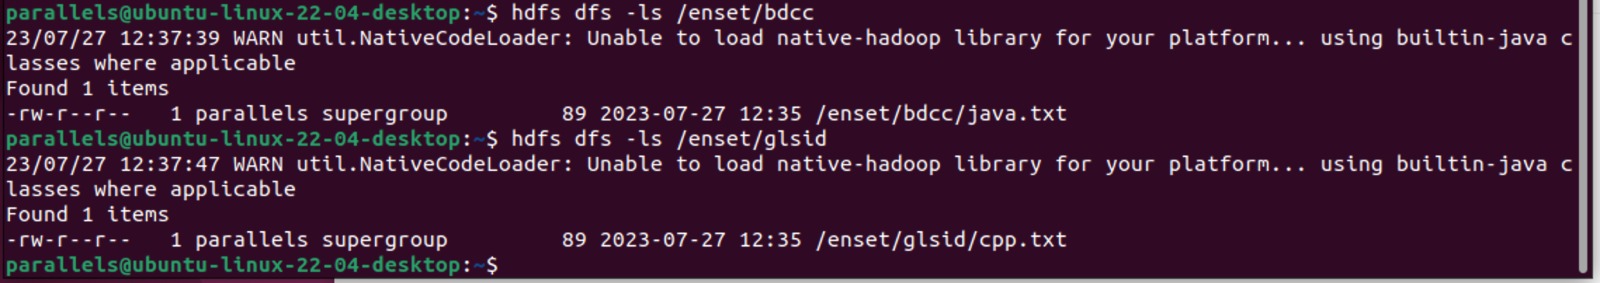 parallels@ubuntu-linux-22-04-desktop:~$ hdfs dfs -ls /enset/bdcc
23/07/27 12:37:39 WARN util.NativeCodeLoader: Unable to load native-hadoop library for your platform... using builtin-java c
lasses where applicable
Found 1 items
-rw-r--r--   1 parallels supergroup         89 2023-07-27 12:35 /enset/bdcc/java.txt
parallels@ubuntu-linux-22-04-desktop:~$ hdfs dfs -ls /enset/glsid
23/07/27 12:37:47 WARN util.NativeCodeLoader: Unable to load native-hadoop library for your platform... using builtin-java c
lasses where applicable
Found 1 items
-rw-r--r--   1 parallels supergroup         89 2023-07-27 12:35 /enset/glsid/cpp.txt
parallels@ubuntu-linux-22-04-desktop:~$